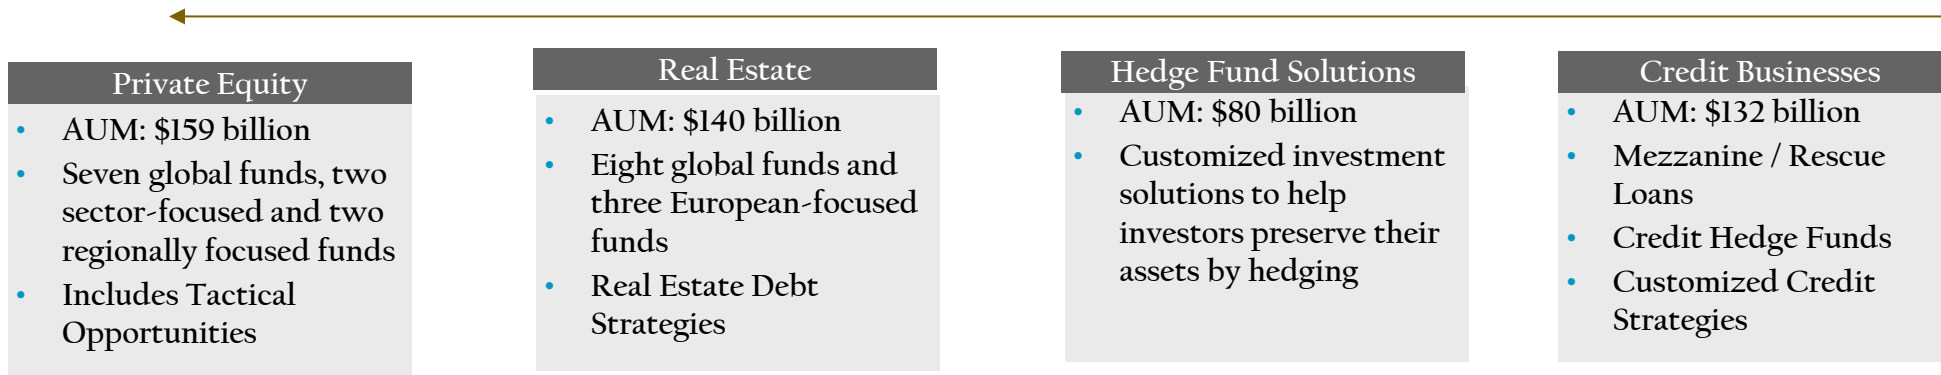 Private Equity
• AUM: $159 billion
• Seven global funds, two
sector-focused and two
regionally focused funds
• Includes Tactical
Opportunities
Real Estate
• AUM: $140 billion
• Eight global funds and
three European-focused
funds
• Real Estate Debt
Strategies
Hedge Fund Solutions
• AUM: $80 billion
• Customized investment
solutions to help
investors preserve their
assets by hedging
Credit Businesses
• AUM: $132 billion
• Mezzanine / Rescue
Loans
• Credit Hedge Funds
• Customized Credit
Strategies